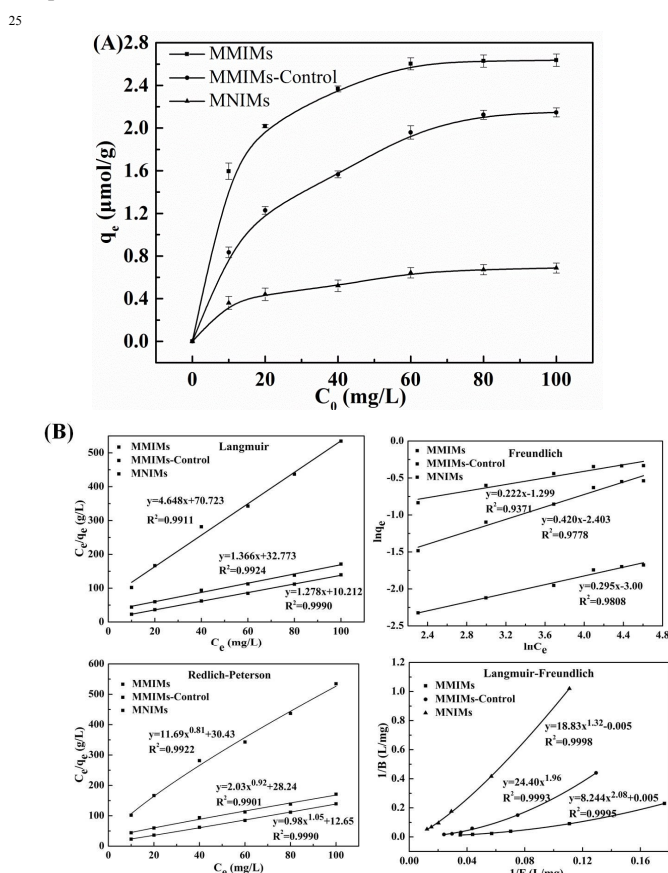 25
(A)
2.8
2.4
2.0
1.6
1.2
0.8
0.4
0.0
qe (μmol/g)
MMIMs
MMIMs-Control
MNIMs
0 20 40 60 80 100
C0 (mg/L)
(B)
Langmuir
MMIMs
MMIMs-Control
MNIMs
500
400
300
200
100
0
Ce/qe (g/L)
y=4.648x+70.723
R2=0.9911
y=1.366x+32.773
R2=0.9924
y=1.278x+10.212
R2=0.9990
20 40 60 80 100
Ce (mg/L)
Freundlich
MMIMs
MMIMs-Control
MNIMs
0.0
-0.5
-1.0
-1.5
-2.0
-2.5
lnqe
y=0.222x-1.299
R2=0.9371
y=0.420x-2.403
R2=0.9778
y=0.295x-3.00
R2=0.9808
2.4 2.8 3.2 3.6 4.0 4.4 4.8
lnCe
Redlich-Peterson
MMIMs
MMIMs-Control
MNIMs
600
500
400
300
200
100
0
Ce/qe (g/L)
y=11.69x0.81+30.43
R2=0.9922
y=2.03x0.92+28.24
R2=0.9901
y=0.98x1.05+12.65
R2=0.9990
0 20 40 60 80 100
Ce (mg/L)
Langmuir-Freundlich
MMIMs
MMIMs-Control
MNIMs
1.2
1.0
0.8
0.6
0.4
0.2
0.0
1/B (L/mg)
y=18.83x1.32-0.005
R2=0.9998
y=24.40x1.96
R2=0.9993
y=8.244x2.08+0.005
R2=0.9995
0.00 0.04 0.08 0.12 0.16
1/F (L/mg)